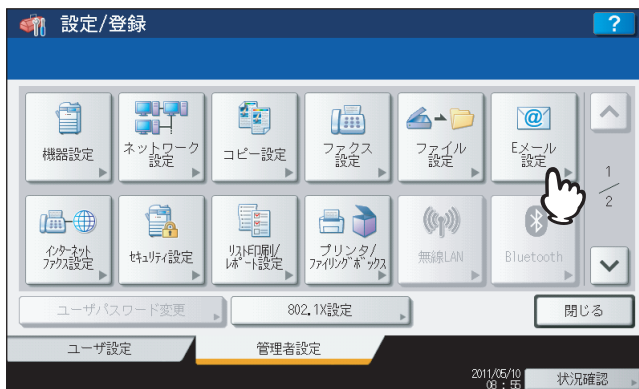 設定/登録
?
機器設定
ネットワーク
設定
コピー設定
ファクス
設定
ファイル
設定
Eメール
設定
1
2
インターネット
ファクス設定
セキュリティ設定
リスト印刷/
レポート設定
プリンタ/
ファイリングボックス
無線LAN
Bluetooth
ユーザパスワード変更
802.1X設定
閉じる
ユーザ設定
管理者設定
2011/05/10
08:55
状況確認